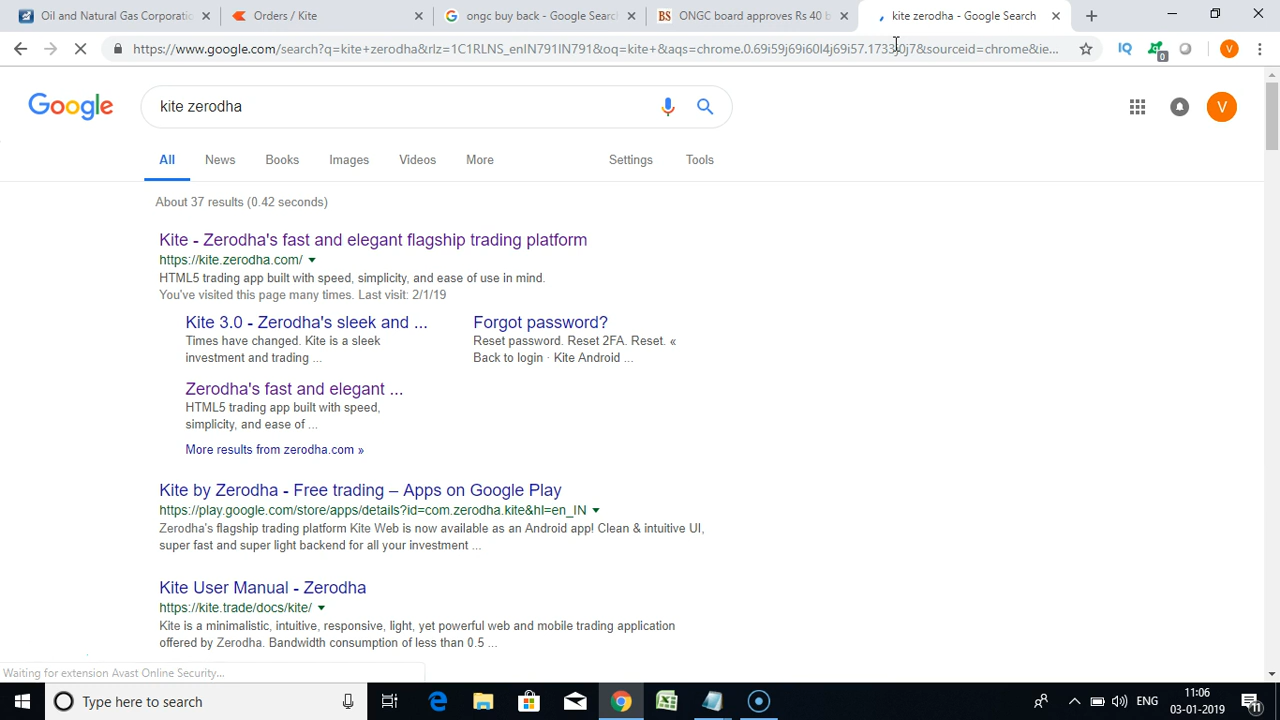 Oil and Natural Gas Corporatic
Orders / Kite
ongc buy back - Google Searc
BS ONGC board approves Rs 40 b
kite zerodha - Google Search
https://www.google.com/search?q=kite+zerodha&rlz=1C1RLNS_enIN791IN791&oq=kite+&aqs=chrome.0.69i59j69i60l4j69i57.1733j0j7&sourceid=chrome&ie...
IQ
0
V
Google
kite zerodha
V
All News Books Images Videos More Settings Tools
About 37 results (0.42 seconds)
Kite - Zerodha's fast and elegant flagship trading platform
https://kite.zerodha.com/
HTML5 trading app built with speed, simplicity, and ease of use in mind.
You've visited this page many times. Last visit: 2/1/19
Kite 3.0 - Zerodha's sleek and ...
Times have changed. Kite is a sleek
investment and trading ...
Forgot password?
Reset password. Reset 2FA. Reset. «
Back to login · Kite Android ...
Zerodha's fast and elegant ...
HTML5 trading app built with speed,
simplicity, and ease of ...
More results from zerodha.com »
Kite by Zerodha - Free trading – Apps on Google Play
https://play.google.com/store/apps/details?id=com.zerodha.kite&hl=en_IN
Zerodha's flagship trading platform Kite Web is now available as an Android app! Clean & intuitive UI,
super fast and super light backend for all your investment ...
Kite User Manual - Zerodha
https://kite.trade/docs/kite/
Kite is a minimalistic, intuitive, responsive, light, yet powerful web and mobile trading application
offered by Zerodha. Bandwidth consumption of less than 0.5 ...
Waiting for extension Avast Online Security...
Type here to search
ENG
11:06
03-01-2019
11